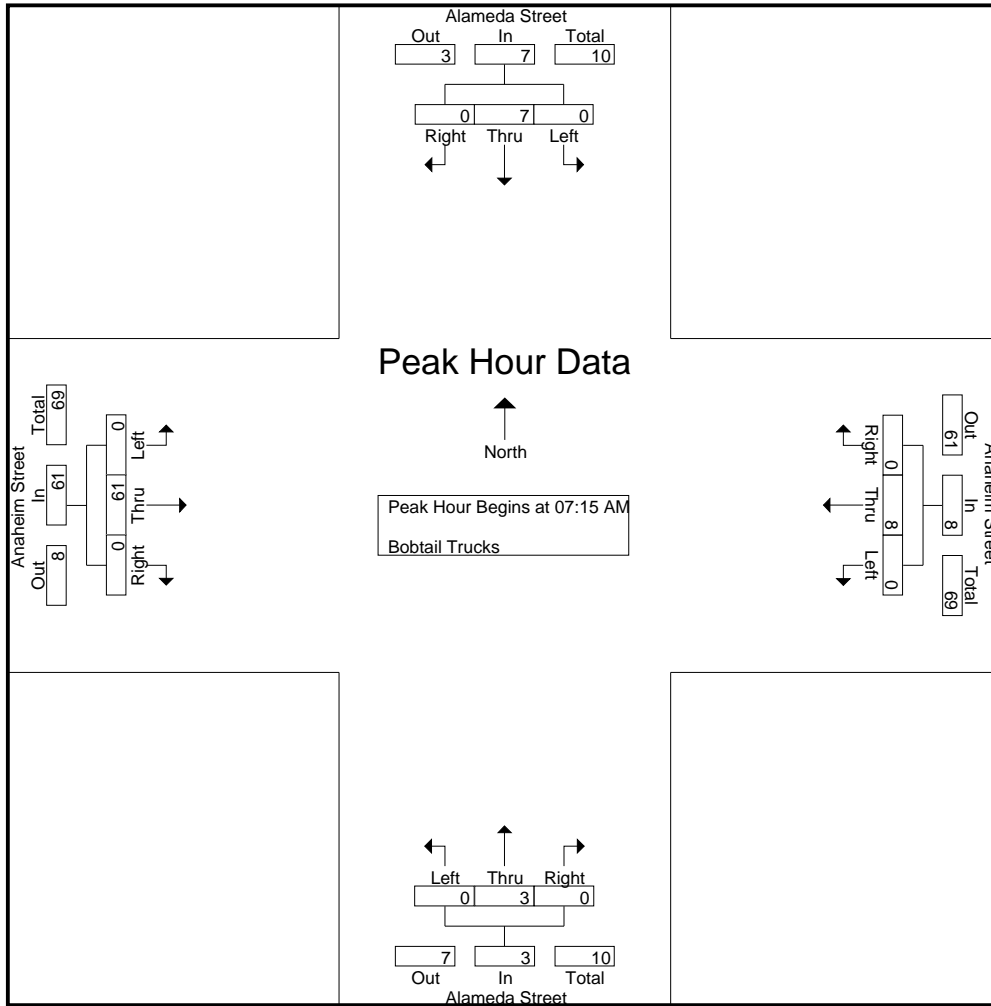 Alameda Street
Out In Total
3 7 10
0 7 0
Right Thru Left
Peak Hour Data
North
Peak Hour Begins at 07:15 AM
Bobtail Trucks
Anaheim Street
Total In Out
69 61 8
0 61 0
Left Thru Right
Anaheim Street
Out In Total
61 8 69
Right Thru Left
0 8 0
Left Thru Right
0 3 0
7 3 10
Out In Total
Alameda Street